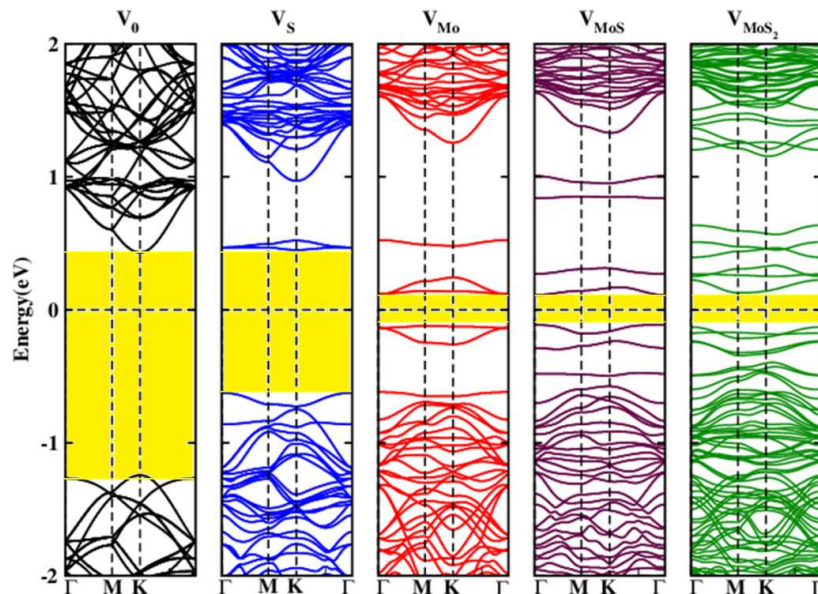 V0 VS VMo VMoS VMoS2
2
1
0
-1
-2
Energy(eV)
Γ M K Γ M K Γ M K Γ M K Γ M K Γ